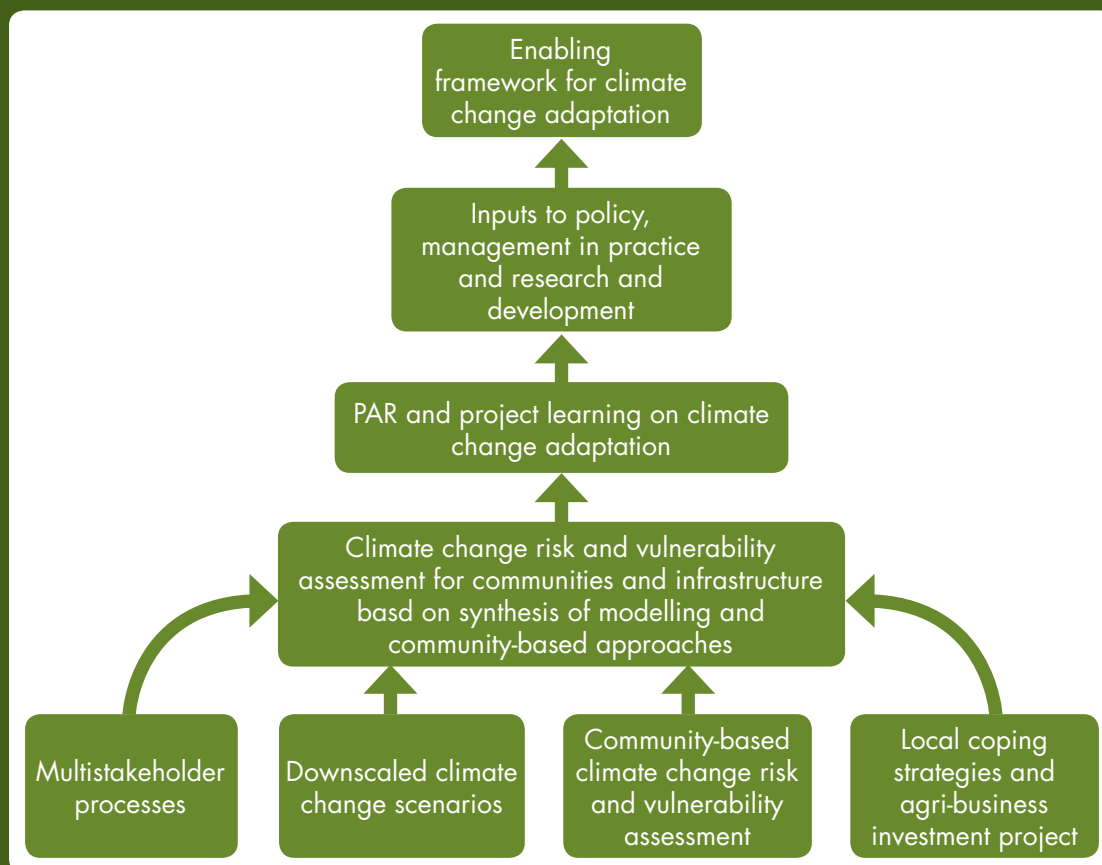 Enabling
framework for climate
change adaptation
Inputs to policy,
management in practice
and research and
development
PAR and project learning on climate
change adaptation
Climate change risk and vulnerability
assessment for communities and infrastructure
basd on synthesis of modelling and
community-based approaches
Multistakeholder
processes
Downscaled climate
change scenarios
Community-based
climate change risk
and vulnerability
assessment
Local coping
strategies and
agri-business
investment project